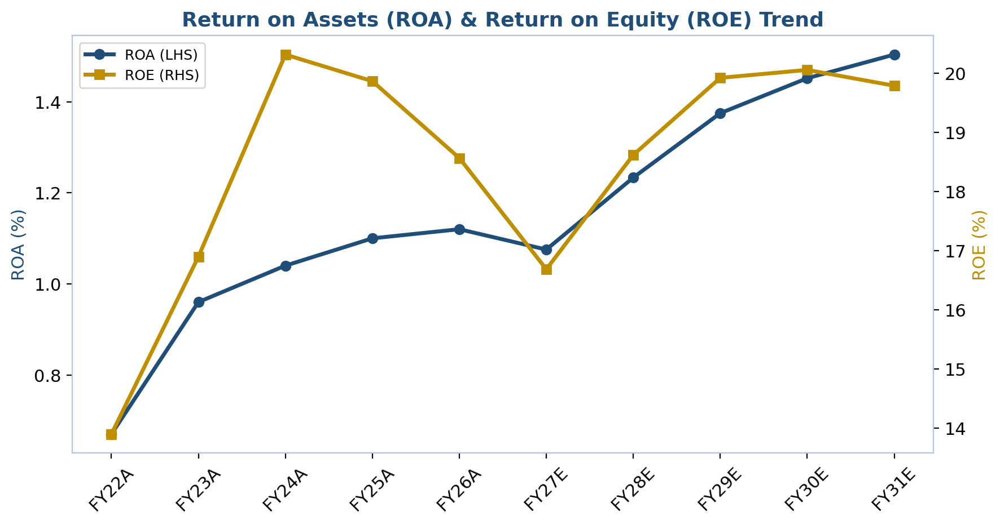 Return on Assets (ROA) & Return on Equity (ROE) Trend
ROA (LHS)
ROE (RHS)
ROA (%)
1.4
1.2
1.0
0.8
20
19
18
17
16
15
14
ROE (%)
FY22A
FY23A
FY24A
FY25A
FY26A
FY27E
FY28E
FY29E
FY30E
FY31E